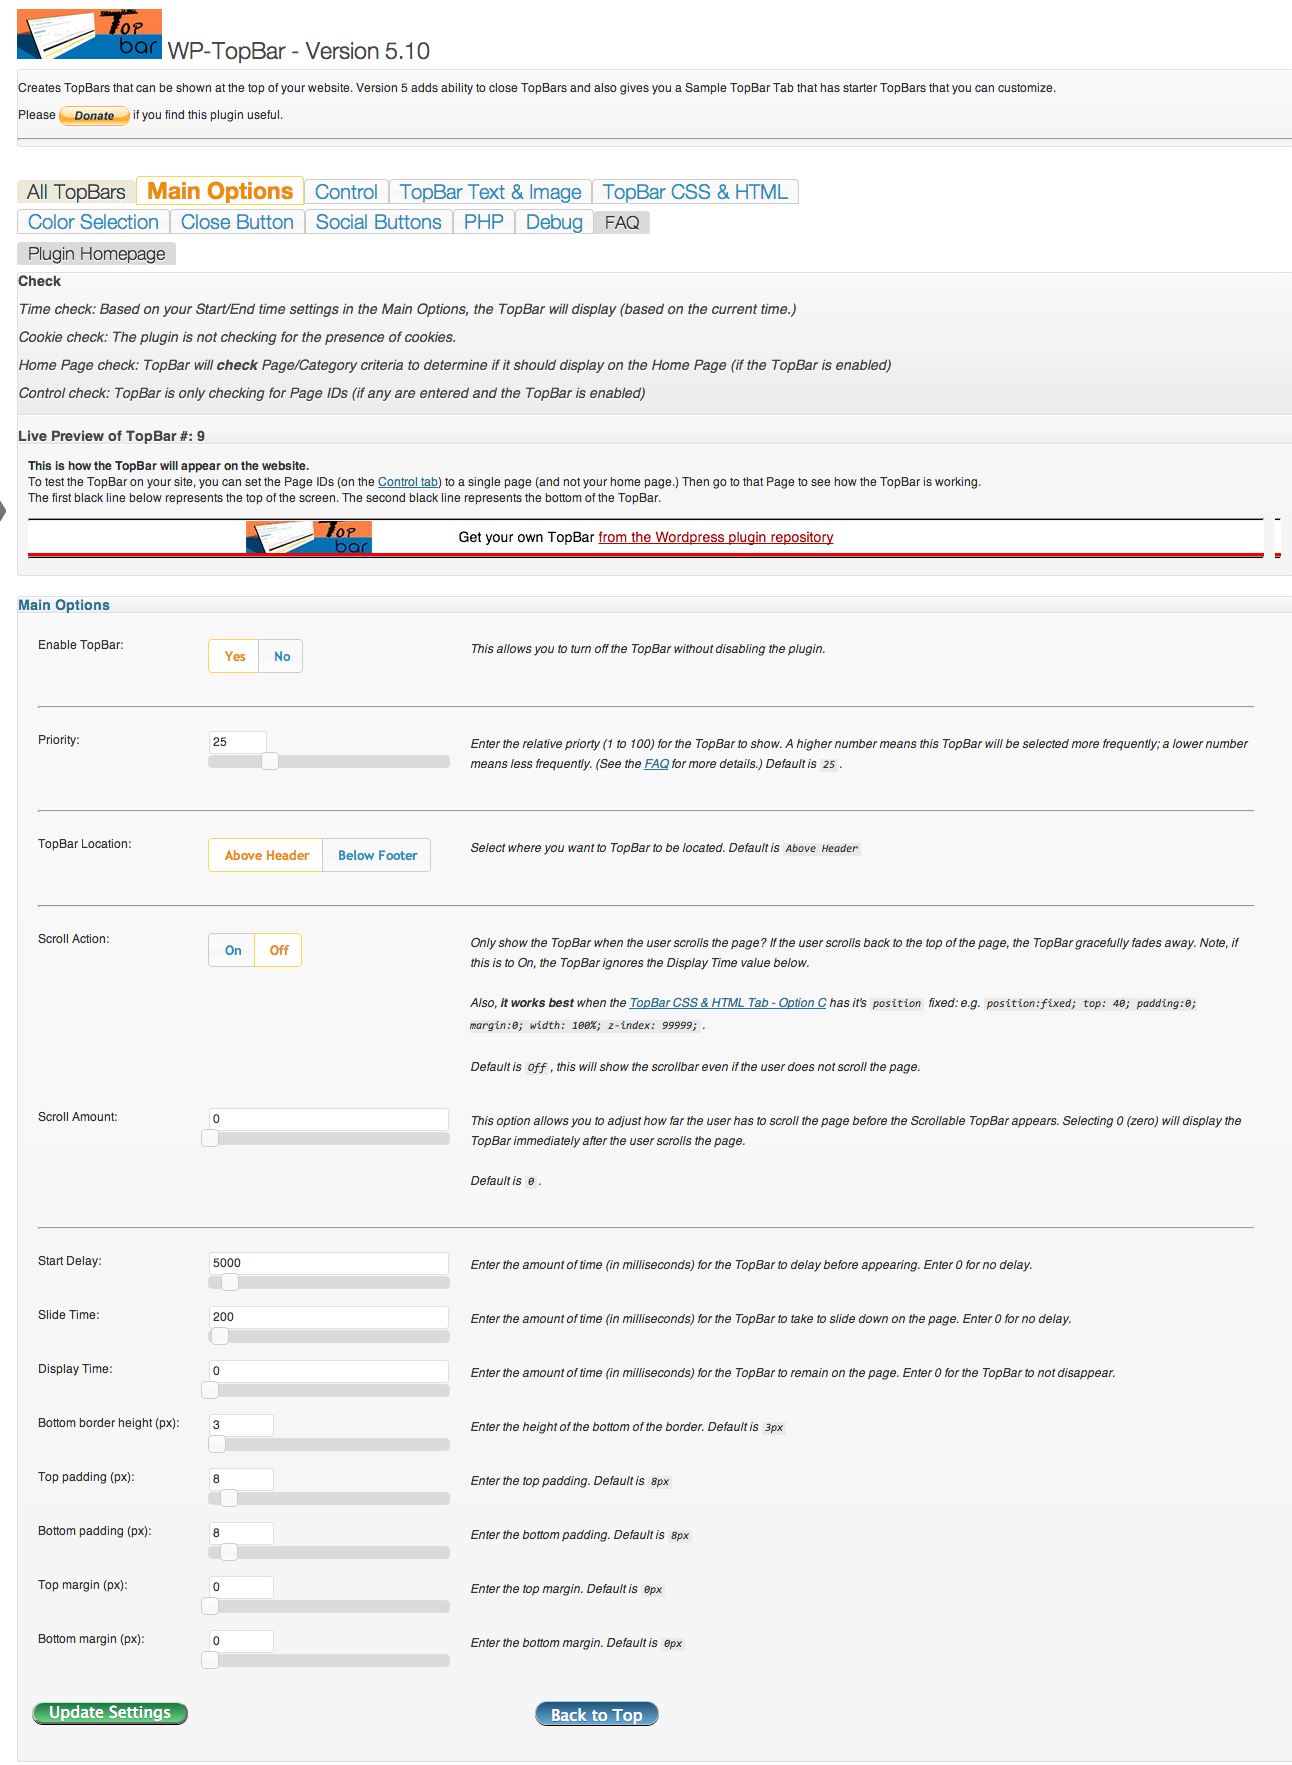 TOP
bar
WP-TopBar - Version 5.10
Creates TopBars that can be shown at the top of your website. Version 5 adds ability to close TopBars and also gives you a Sample TopBar Tab that has starter TopBars that you can customize.
Please Donate if you find this plugin useful.
All TopBars Main Options Control TopBar Text & Image TopBar CSS & HTML
Color Selection Close Button Social Buttons PHP Debug FAQ
Plugin Homepage
Check
Time check: Based on your Start/End time settings in the Main Options, the TopBar will display (based on the current time.)
Cookie check: The plugin is not checking for the presence of cookies.
Home Page check: TopBar will check Page/Category criteria to determine if it should display on the Home Page (if the TopBar is enabled)
Control check: TopBar is only checking for Page IDs (if any are entered and the TopBar is enabled)
Live Preview of TopBar #: 9
This is how the TopBar will appear on the website.
To test the TopBar on your site, you can set the Page IDs (on the Control tab) to a single page (and not your home page.) Then go to that Page to see how the TopBar is working.
The first black line below represents the top of the screen. The second black line represents the bottom of the TopBar.
TOP
bar
Get your own TopBar from the Wordpress plugin repository
Main Options
Enable TopBar:
Yes No
This allows you to turn off the TopBar without disabling the plugin.
Priority:
25
Enter the relative priorty (1 to 100) for the TopBar to show. A higher number means this TopBar will be selected more frequently; a lower number
means less frequently. (See the FAQ for more details.) Default is 25 .
TopBar Location:
Above Header Below Footer
Select where you want to TopBar to be located. Default is Above Header
Scroll Action:
On Off
Only show the TopBar when the user scrolls the page? If the user scrolls back to the top of the page, the TopBar gracefully fades away. Note, if
this is to On, the TopBar ignores the Display Time value below.
Also, it works best when the TopBar CSS & HTML Tab - Option C has it's position fixed: e.g. position:fixed; top: 40; padding:0;
margin:0; width: 100%; z-index: 99999; .
Default is Off , this will show the scrollbar even if the user does not scroll the page.
Scroll Amount:
0
This option allows you to adjust how far the user has to scroll the page before the Scrollable TopBar appears. Selecting 0 (zero) will display the
TopBar immediately after the user scrolls the page.
Default is 0 .
Start Delay:
5000
Enter the amount of time (in milliseconds) for the TopBar to delay before appearing. Enter 0 for no delay.
Slide Time:
200
Enter the amount of time (in milliseconds) for the TopBar to take to slide down on the page. Enter 0 for no delay.
Display Time:
0
Enter the amount of time (in milliseconds) for the TopBar to remain on the page. Enter 0 for the TopBar to not disappear.
Bottom border height (px):
3
Enter the height of the bottom of the border. Default is 3px
Top padding (px):
8
Enter the top padding. Default is 8px
Bottom padding (px):
8
Enter the bottom padding. Default is 8px
Top margin (px):
0
Enter the top margin. Default is 0px
Bottom margin (px):
0
Enter the bottom margin. Default is 0px
Update Settings Back to Top